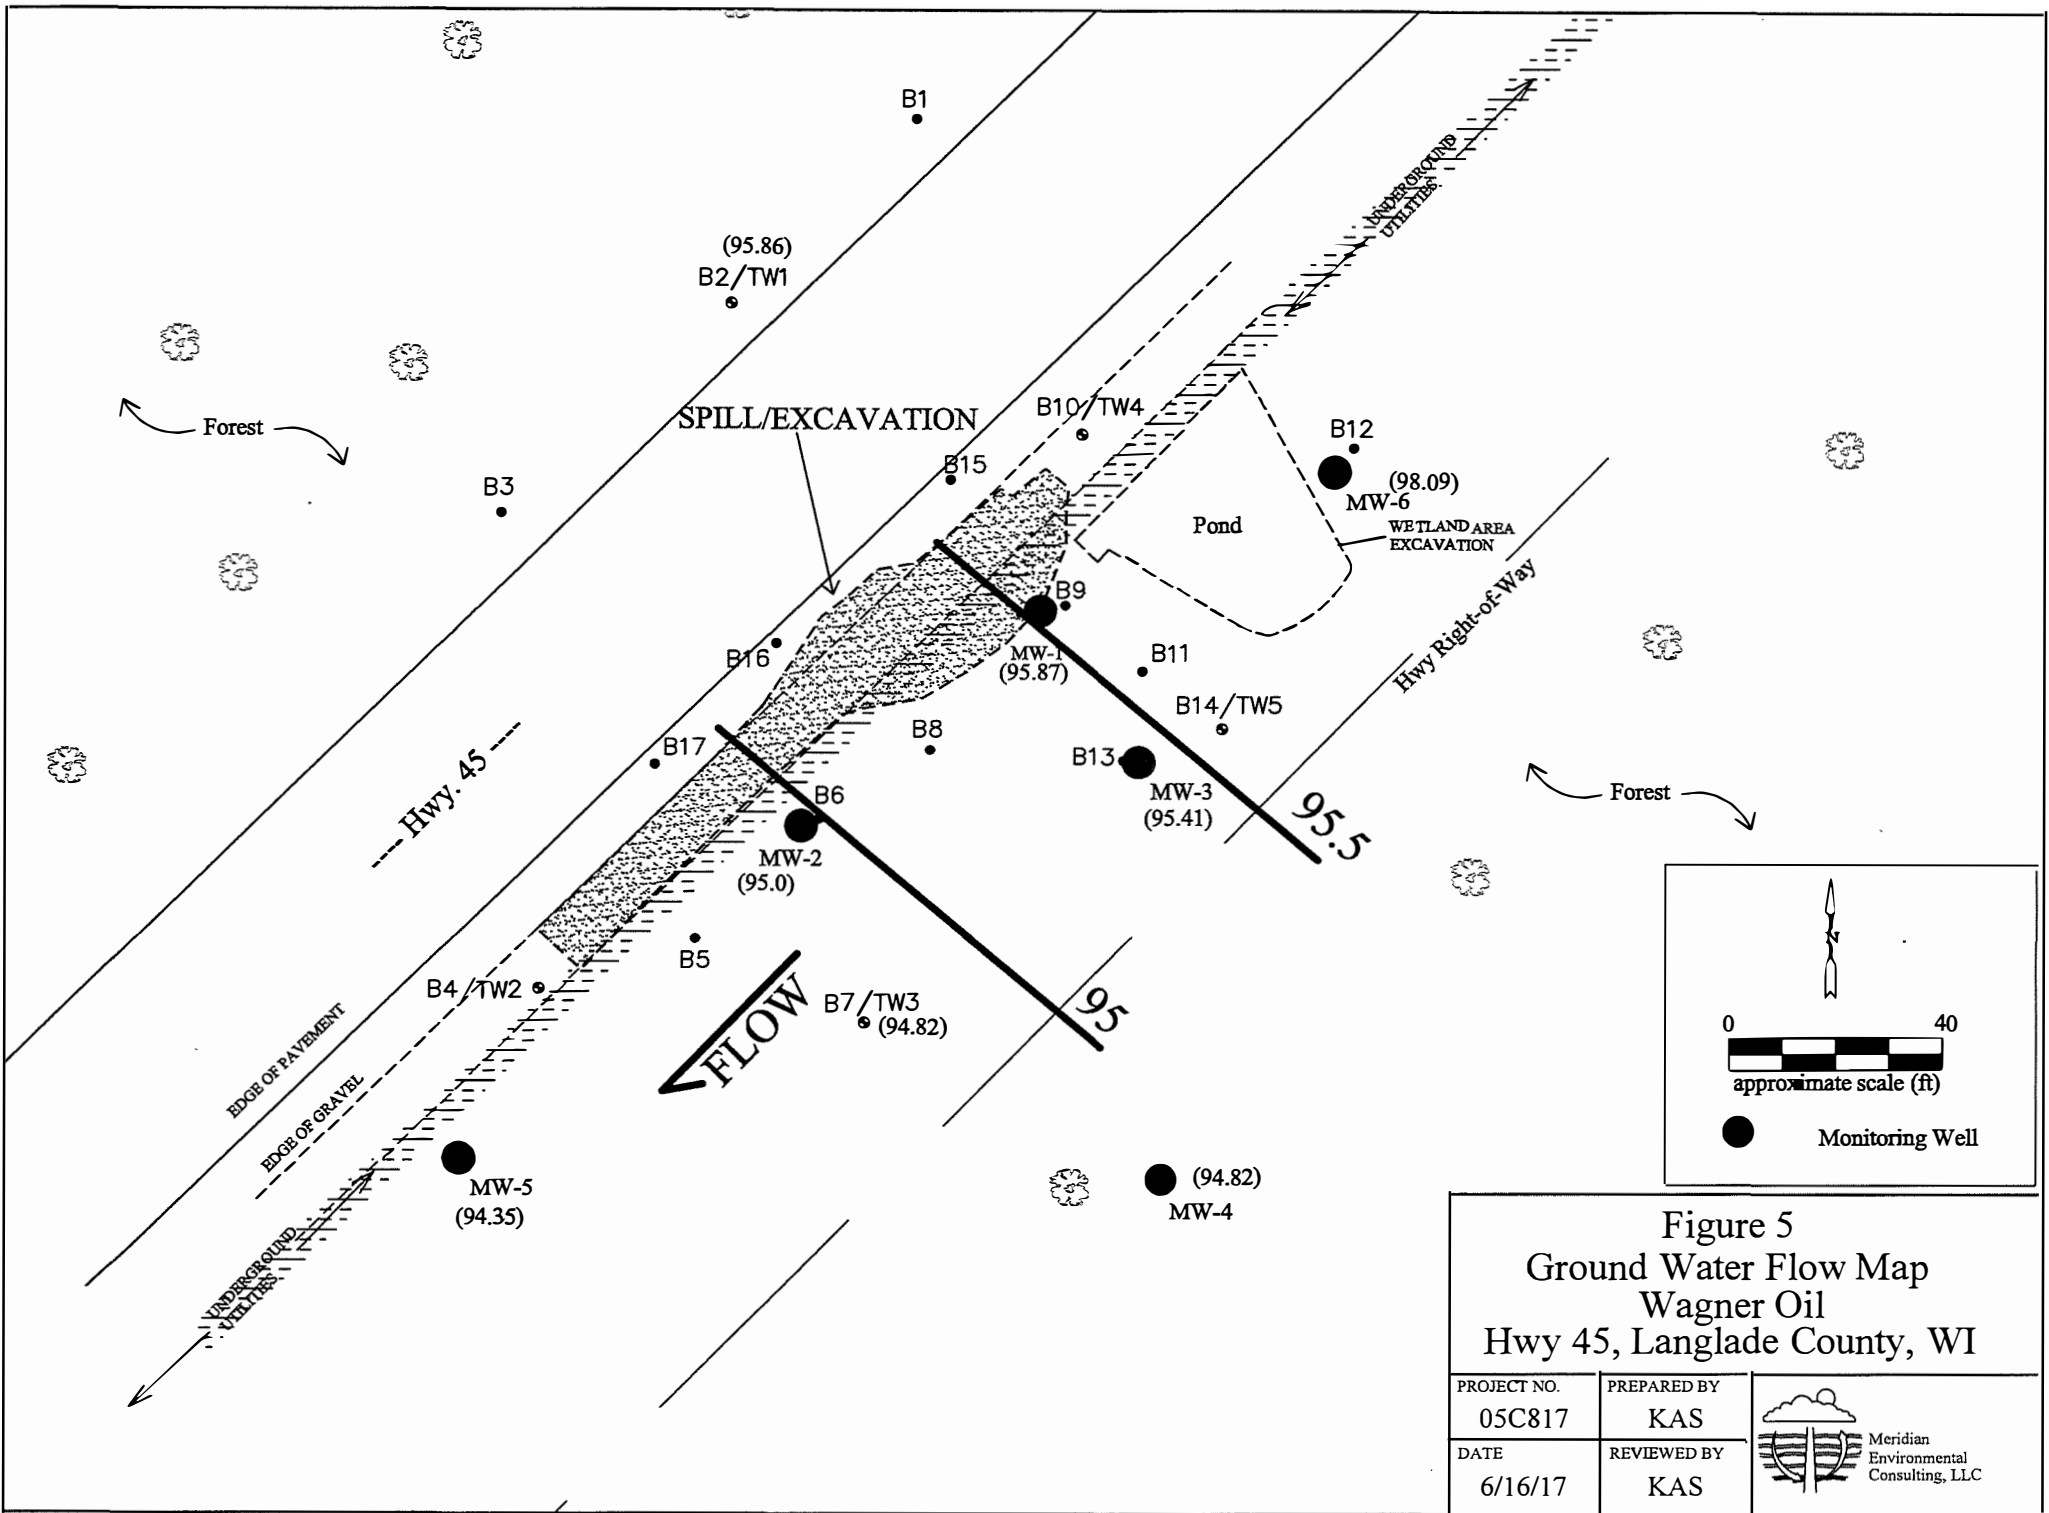 B1
(95.86)
B2/TW1
UNDERGROUND
UTILITIES
SPILL/EXCAVATION
B10/TW4
B12
Forest
B15
(98.09)
MW-6
B3
Pond
WETLAND AREA
EXCAVATION
B9
Hwy Right-of-Way
B16
MW-1
(95.87)
B11
B14/TW5
B8
B17
B13
Hwy. 45
B6
MW-3
(95.41)
95.5
Forest
MW-2
(95.0)
B5
B4/TW2
FLOW
B7/TW3
(94.82)
95
EDGE OF PAVEMENT
EDGE OF GRAVEL
N
0 40
approximate scale (ft)
Monitoring Well
MW-5
(94.35)
(94.82)
MW-4
UNDERGROUND
UTILITIES
Figure 5
Ground Water Flow Map
Wagner Oil
Hwy 45, Langlade County, WI
PROJECT NO.
05C817
PREPARED BY
KAS
DATE
6/16/17
REVIEWED BY
KAS
Meridian
Environmental
Consulting, LLC